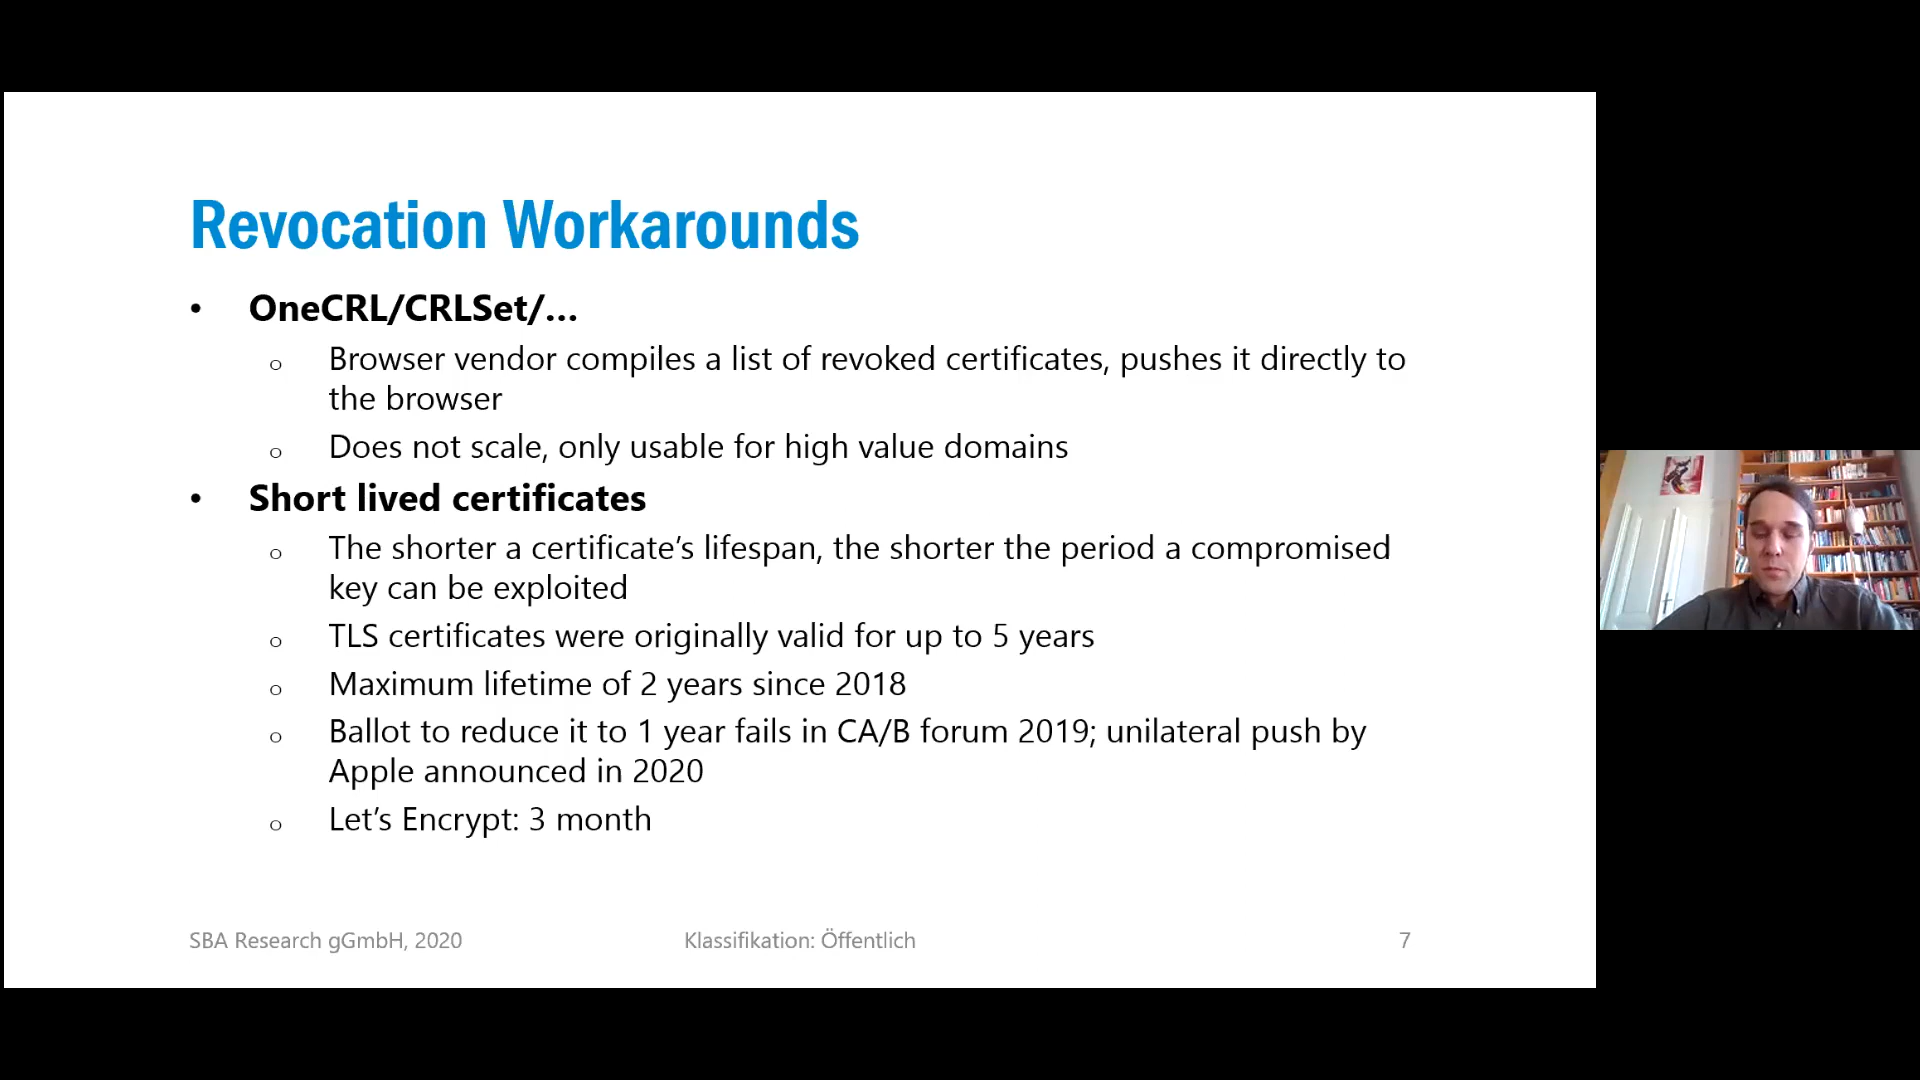 Revocation Workarounds
• OneCRL/CRLSet/...
o Browser vendor compiles a list of revoked certificates, pushes it directly to
the browser
o Does not scale, only usable for high value domains
• Short lived certificates
o The shorter a certificate’s lifespan, the shorter the period a compromised
key can be exploited
o TLS certificates were originally valid for up to 5 years
o Maximum lifetime of 2 years since 2018
o Ballot to reduce it to 1 year fails in CA/B forum 2019; unilateral push by
Apple announced in 2020
o Let’s Encrypt: 3 month
SBA Research gGmbH, 2020 Klassifikation: Öffentlich 7